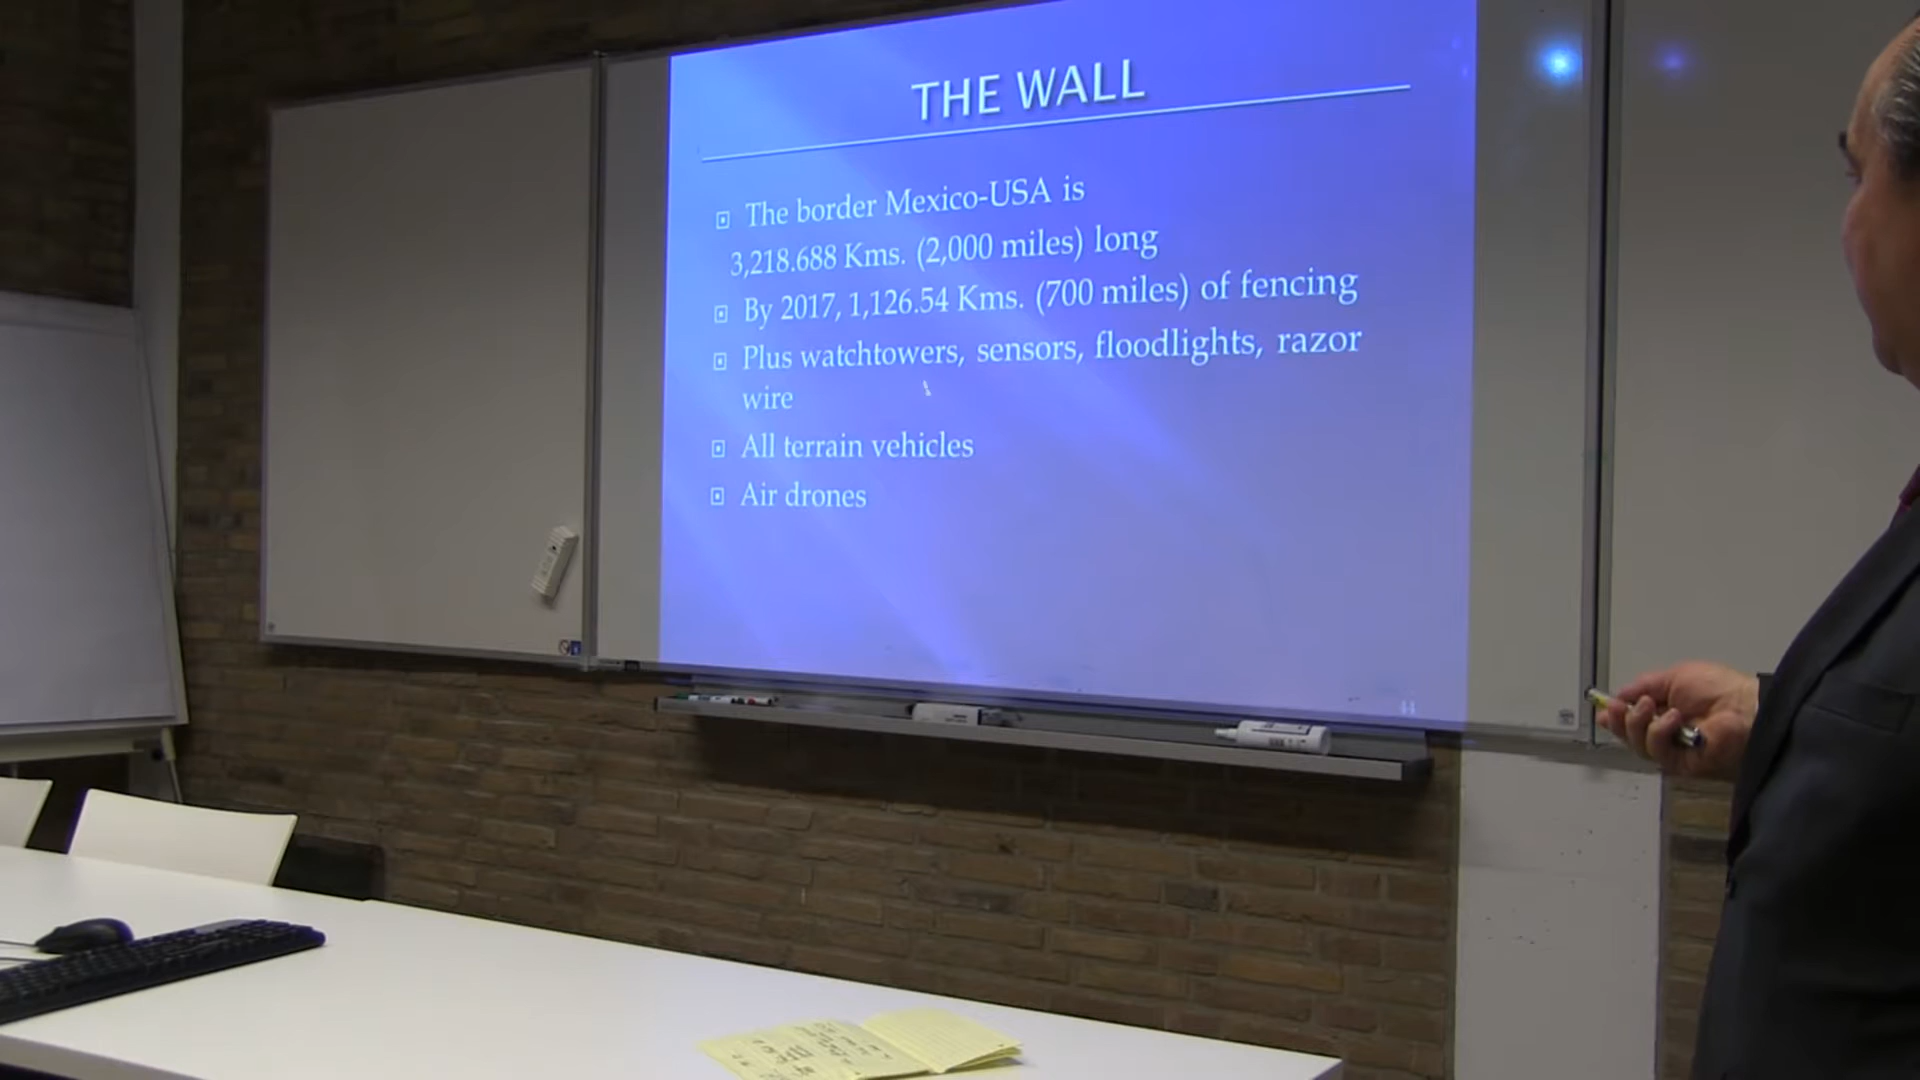 THE WALL
The border Mexico-USA is
3,218.688 Kms. (2,000 miles) long
By 2017, 1,126.54 Kms. (700 miles) of fencing
Plus watchtowers, sensors, floodlights, razor
wire
All terrain vehicles
Air drones